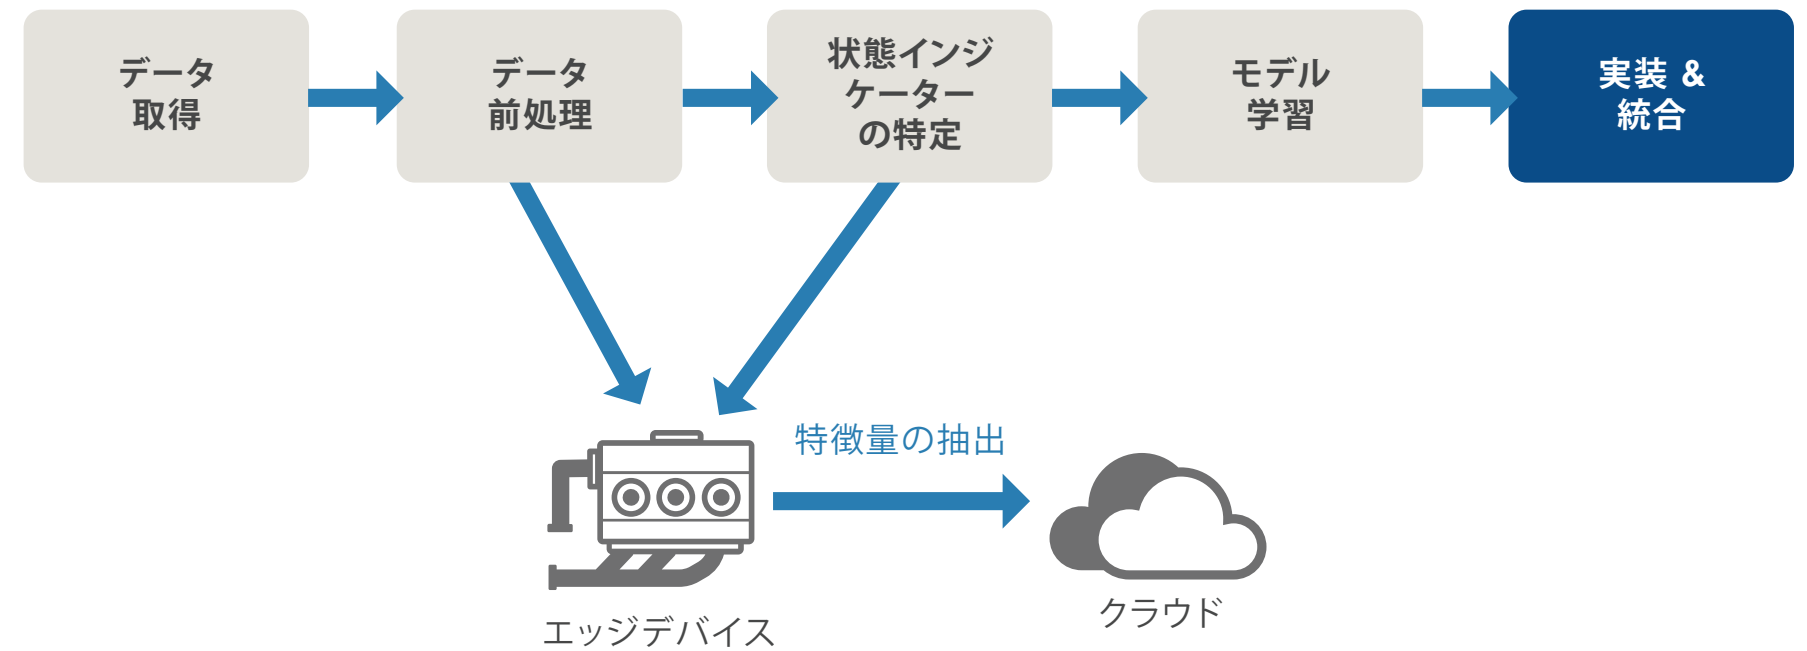 データ
取得
データ
前処理
状態インジ
ケーター
の特定
モデル
学習
実装 &
統合
特徴量の抽出
エッジデバイス
クラウド